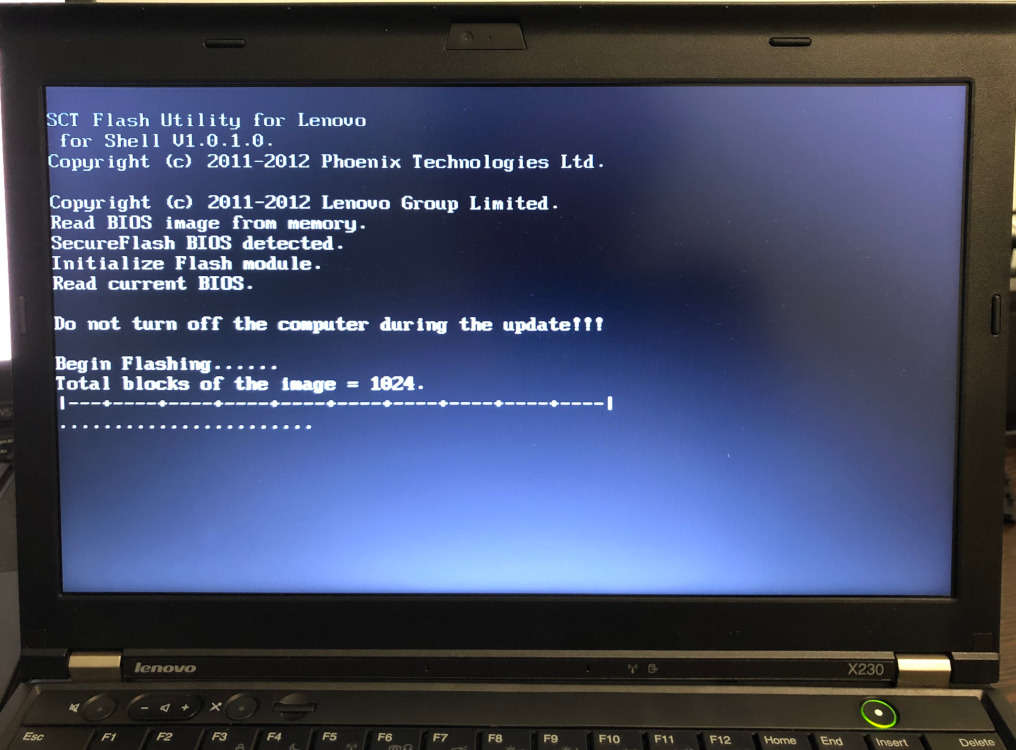 SCT Flash Utility for Lenovo
for Shell V1.0.1.0.
Copyright (c) 2011-2012 Phoenix Technologies Ltd.
Copyright (c) 2011-2012 Lenovo Group Limited.
Read BIOS image from memory.
SecureFlash BIOS detected.
Initialize Flash module.
Read current BIOS.
Do not turn off the computer during the update!!!
Begin Flashing......
Total blocks of the image = 1024.
|---+----+----+----+----+----+----+----+----+----|
.......................
lenovo
X230
Esc F1 F2 F3 F4 F5 F6 F7 F8 F9 F10 F11 F12 Home End Insert Delete